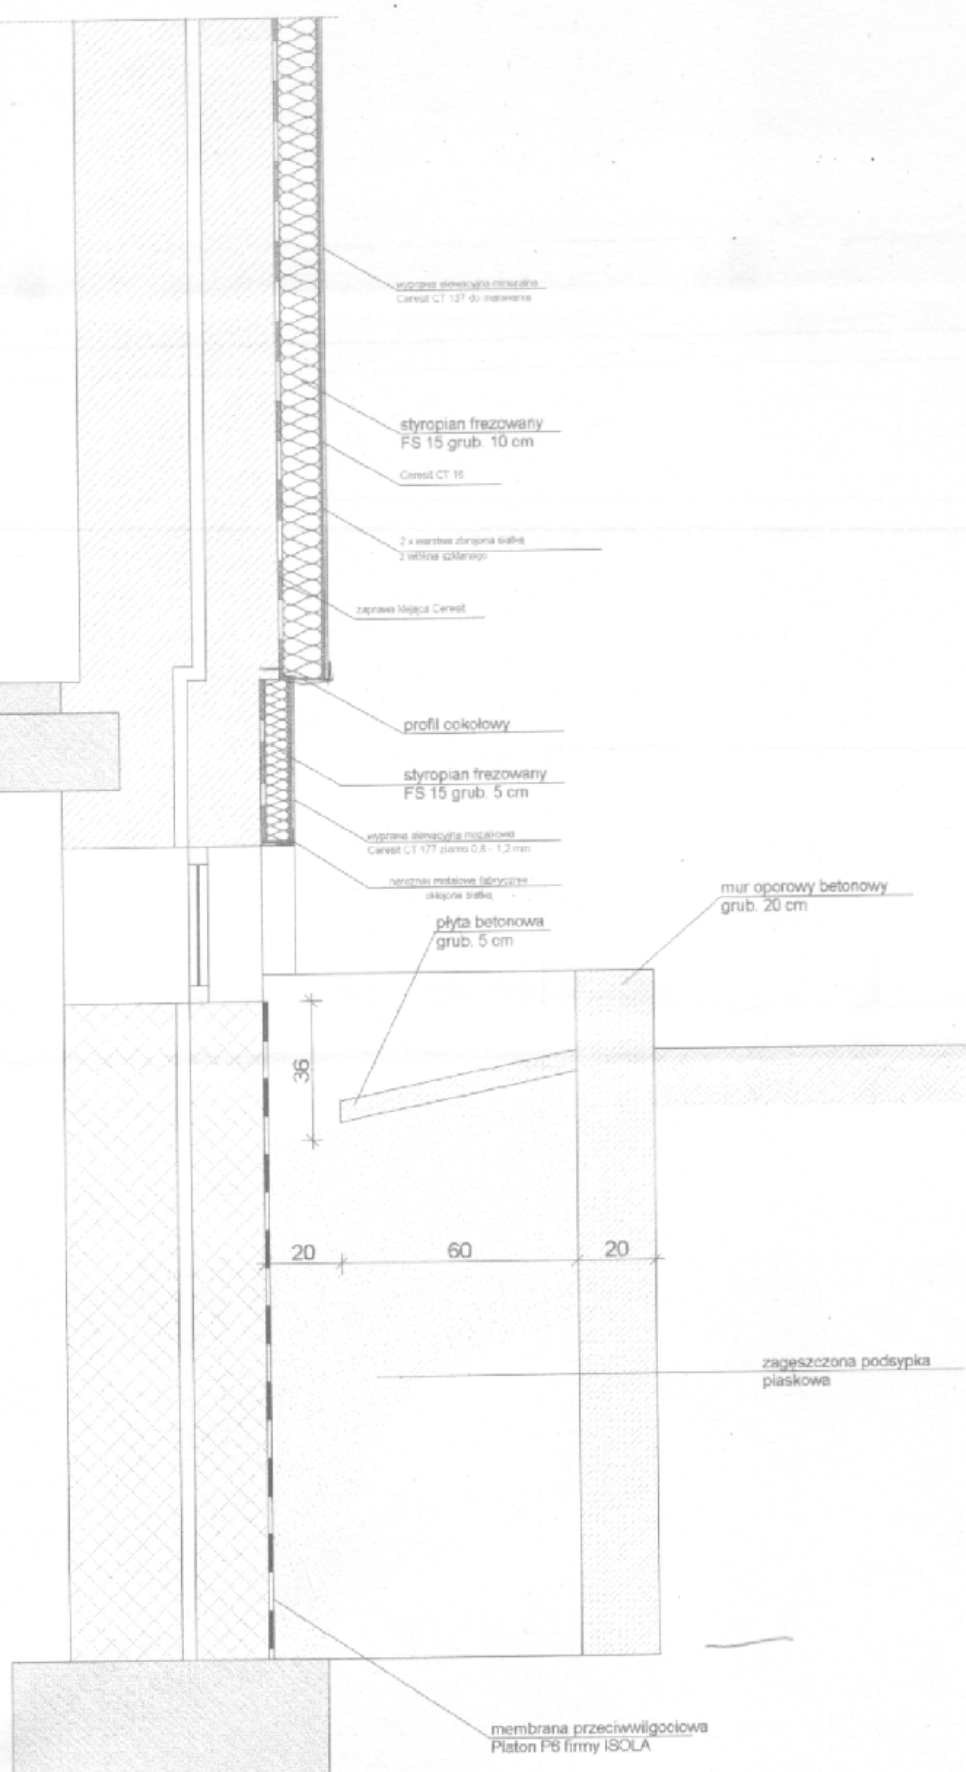 wyprawa elewacyjna mineralna
Ceresit CT 137 do malowania
styropian frezowany
FS 15 grub. 10 cm
Ceresit CT 16
2 x warstwa zbrojona siatką
z włókna szklanego
zaprawa klejąca Ceresit
profil cokołowy
styropian frezowany
FS 15 grub. 5 cm
wyprawa elewacyjna mozaikowa
Ceresit CT 177 ziarno 0,8 - 1,2 mm
narożniki metalowe fabrycznie
oklejone siatką
mur oporowy betonowy
grub. 20 cm
płyta betonowa
grub. 5 cm
36
20
60
20
zagęszczona podsypka
piaskowa
membrana przeciwwilgociowa
Platon P6 firmy ISOLA